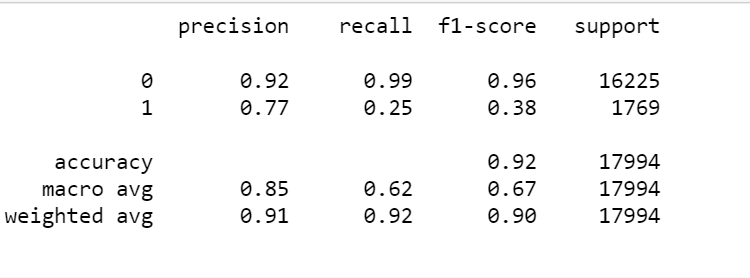 precision recall f1-score support
0 0.92 0.99 0.96 16225
1 0.77 0.25 0.38 1769
accuracy 0.92 17994
macro avg 0.85 0.62 0.67 17994
weighted avg 0.91 0.92 0.90 17994